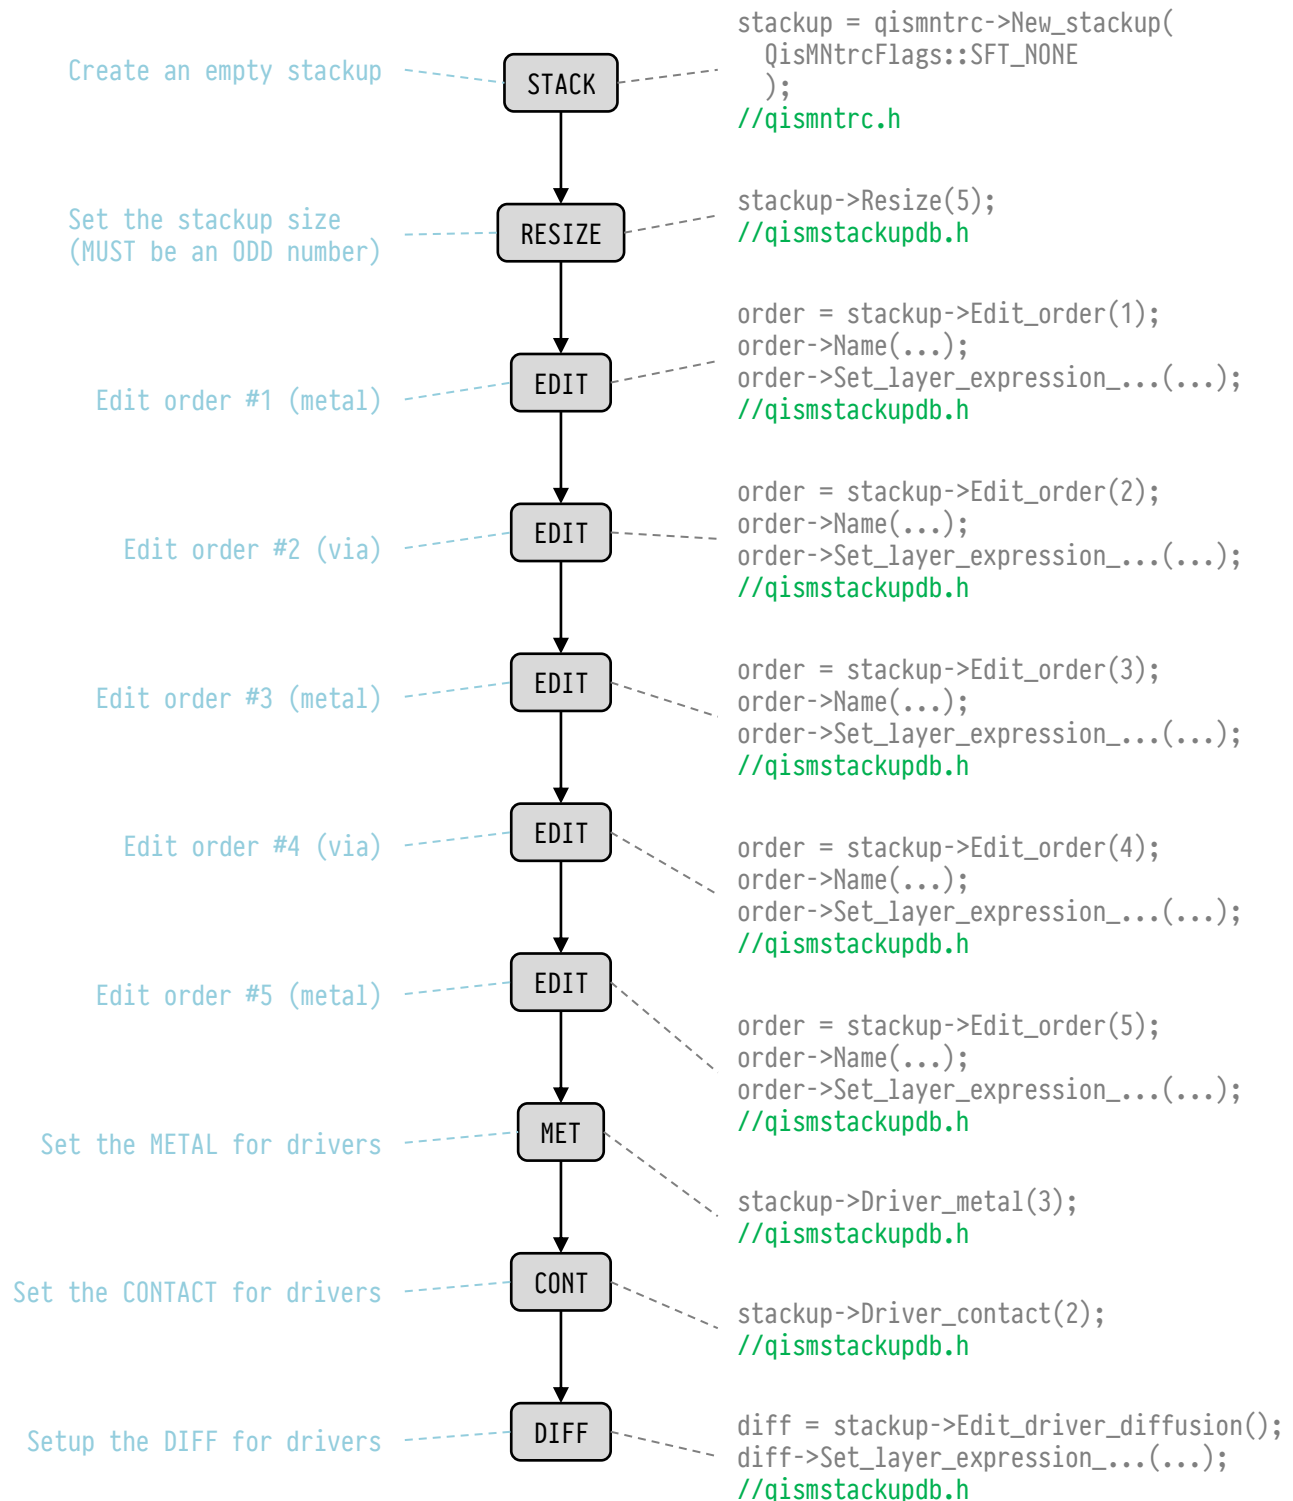 Create an empty stackup
STACK
stackup = qismntrc->New_stackup(
QisMNtrcFlags::SFT_NONE
);
//qismntrc.h
Set the stackup size
(MUST be an ODD number)
RESIZE
stackup->Resize(5);
//qismstackupdb.h
Edit order #1 (metal)
EDIT
order = stackup->Edit_order(1);
order->Name(...);
order->Set_layer_expression_...(...);
//qismstackupdb.h
Edit order #2 (via)
EDIT
order = stackup->Edit_order(2);
order->Name(...);
order->Set_layer_expression_...(...);
//qismstackupdb.h
Edit order #3 (metal)
EDIT
order = stackup->Edit_order(3);
order->Name(...);
order->Set_layer_expression_...(...);
//qismstackupdb.h
Edit order #4 (via)
EDIT
order = stackup->Edit_order(4);
order->Name(...);
order->Set_layer_expression_...(...);
//qismstackupdb.h
Edit order #5 (metal)
EDIT
order = stackup->Edit_order(5);
order->Name(...);
order->Set_layer_expression_...(...);
//qismstackupdb.h
Set the METAL for drivers
MET
stackup->Driver_metal(3);
//qismstackupdb.h
Set the CONTACT for drivers
CONT
stackup->Driver_contact(2);
//qismstackupdb.h
Setup the DIFF for drivers
DIFF
diff = stackup->Edit_driver_diffusion();
diff->Set_layer_expression_...(...);
//qismstackupdb.h